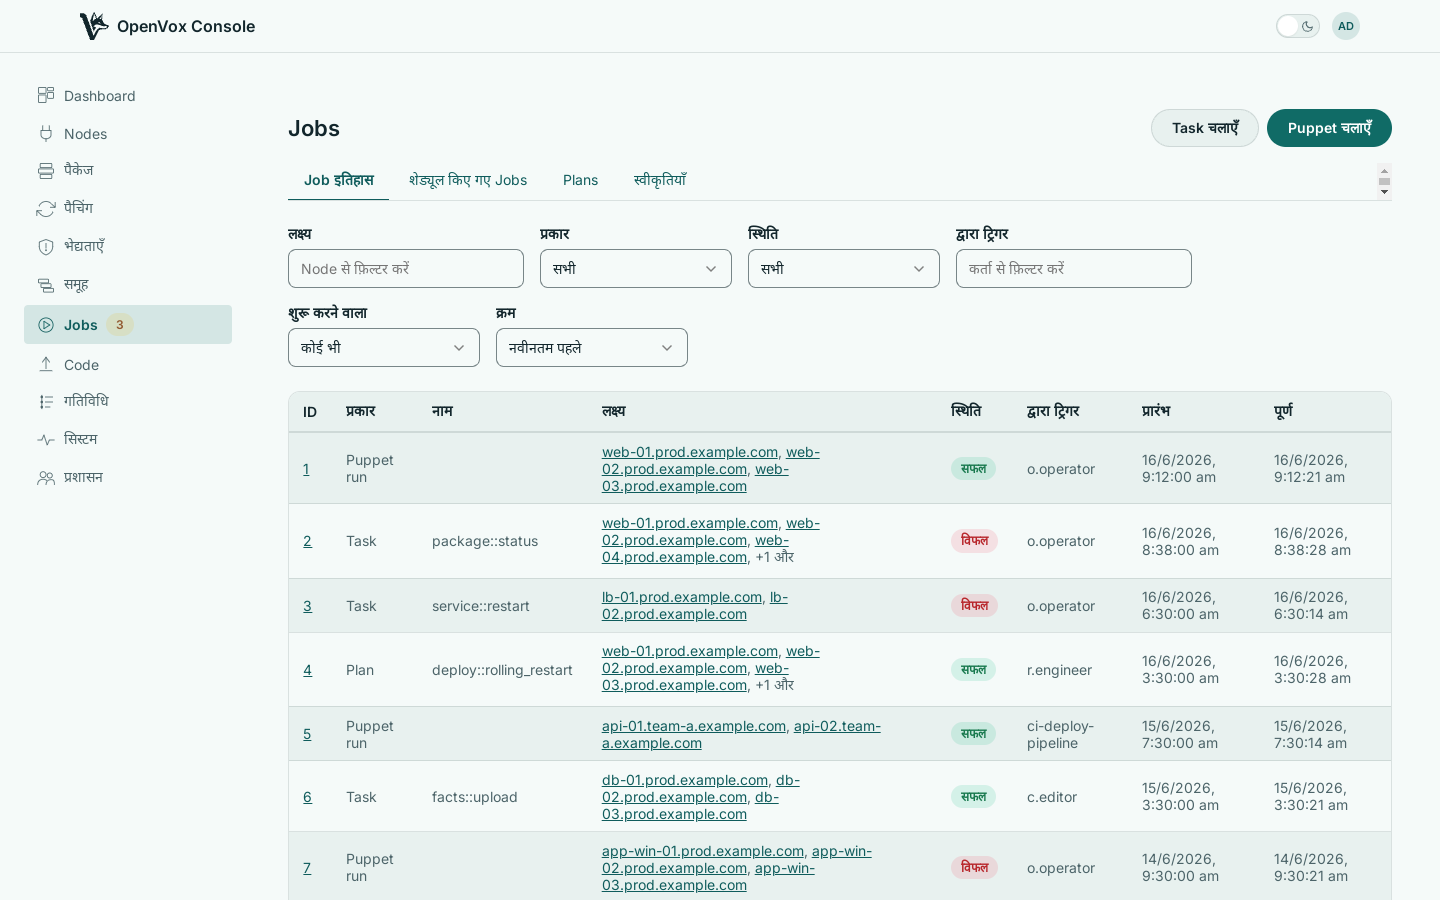 OpenVox Console
AD
Dashboard
Nodes
पैकेज
पैचिंग
भेद्यताएँ
समूह
Jobs 3
Code
गतिविधि
सिस्टम
प्रशासन
Jobs
Task चलाएँ
Puppet चलाएँ
Job इतिहास
शेड्यूल किए गए Jobs
Plans
स्वीकृतियाँ
लक्ष्य
प्रकार
स्थिति
द्वारा ट्रिगर
Node से फ़िल्टर करें
सभी
सभी
कर्ता से फ़िल्टर करें
शुरू करने वाला
क्रम
कोई भी
नवीनतम पहले
ID प्रकार नाम लक्ष्य स्थिति द्वारा ट्रिगर प्रारंभ पूर्ण
1
Puppet
run
web-01.prod.example.com, web-
02.prod.example.com, web-
03.prod.example.com
सफल
o.operator
16/6/2026,
9:12:00 am
16/6/2026,
9:12:21 am
2
Task
package::status
web-01.prod.example.com, web-
02.prod.example.com, web-
04.prod.example.com, +1 और
विफल
o.operator
16/6/2026,
8:38:00 am
16/6/2026,
8:38:28 am
3
Task
service::restart
lb-01.prod.example.com, lb-
02.prod.example.com
विफल
o.operator
16/6/2026,
6:30:00 am
16/6/2026,
6:30:14 am
4
Plan
deploy::rolling_restart
web-01.prod.example.com, web-
02.prod.example.com, web-
03.prod.example.com, +1 और
सफल
r.engineer
16/6/2026,
3:30:00 am
16/6/2026,
3:30:28 am
5
Puppet
run
api-01.team-a.example.com, api-02.team-
a.example.com
सफल
ci-deploy-
pipeline
15/6/2026,
7:30:00 am
15/6/2026,
7:30:14 am
6
Task
facts::upload
db-01.prod.example.com, db-
02.prod.example.com, db-
03.prod.example.com
सफल
c.editor
15/6/2026,
3:30:00 am
15/6/2026,
3:30:21 am
7
Puppet
run
app-win-01.prod.example.com, app-win-
02.prod.example.com, app-win-
03.prod.example.com
विफल
o.operator
14/6/2026,
9:30:00 am
14/6/2026,
9:30:21 am